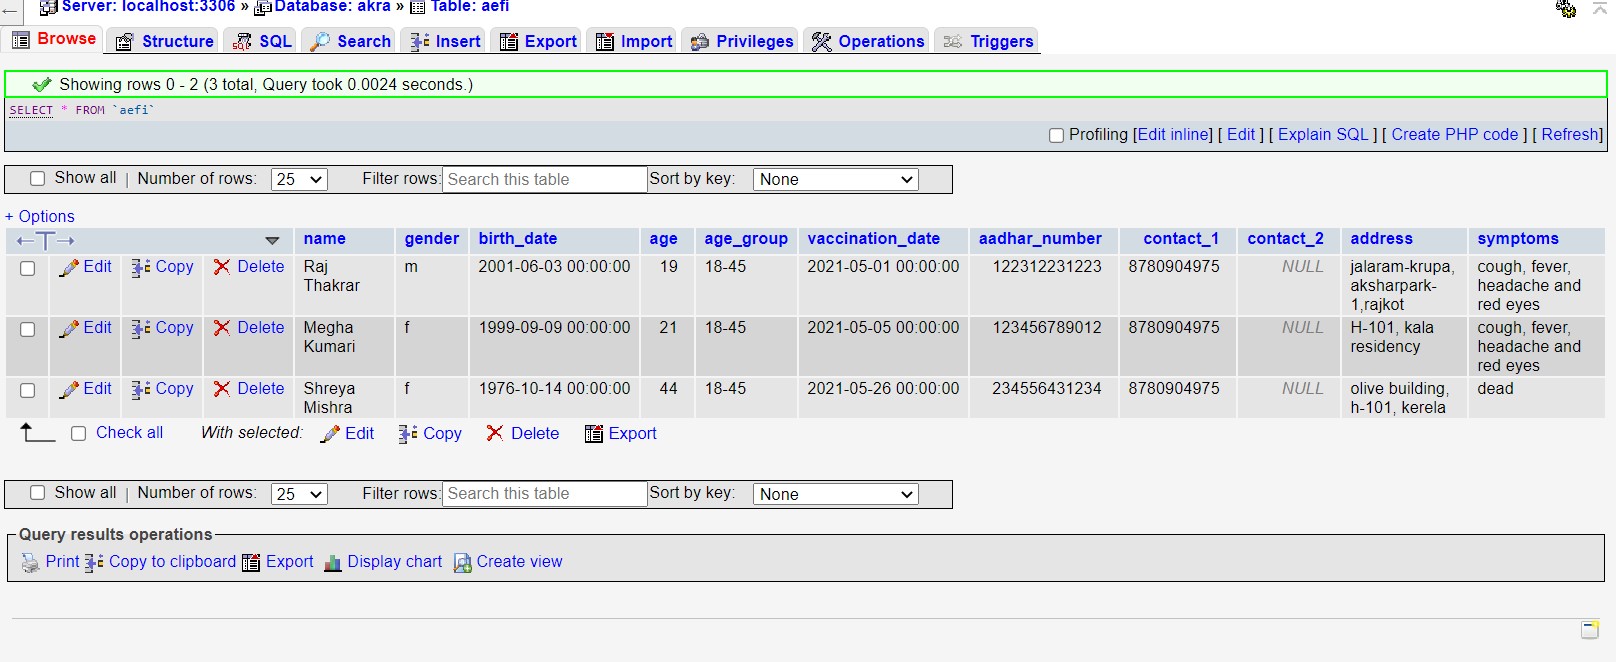 Server: localhost:3306 » Database: akra » Table: aefi
Browse Structure SQL Search Insert Export Import Privileges Operations Triggers
Showing rows 0 - 2 (3 total, Query took 0.0024 seconds.)
SELECT * FROM `aefi`
Profiling [Edit inline] [ Edit ] [ Explain SQL ] [ Create PHP code ] [ Refresh]
Show all | Number of rows: 25 Filter rows: Search this table Sort by key: None
+ Options
name gender birth_date age age_group vaccination_date aadhar_number contact_1 contact_2 address symptoms
Edit Copy Delete Raj m 2001-06-03 00:00:00 19 18-45 2021-05-01 00:00:00 122312231223 8780904975 NULL jalaram-krupa, cough, fever,
Thakrar aksharpark- headache and
1,rajkot red eyes
Edit Copy Delete Megha f 1999-09-09 00:00:00 21 18-45 2021-05-05 00:00:00 123456789012 8780904975 NULL H-101, kala cough, fever,
Kumari residency headache and
red eyes
Edit Copy Delete Shreya f 1976-10-14 00:00:00 44 18-45 2021-05-26 00:00:00 234556431234 8780904975 NULL olive building, dead
Mishra h-101, kerela
Check all With selected: Edit Copy Delete Export
Show all | Number of rows: 25 Filter rows: Search this table Sort by key: None
Query results operations
Print Copy to clipboard Export Display chart Create view